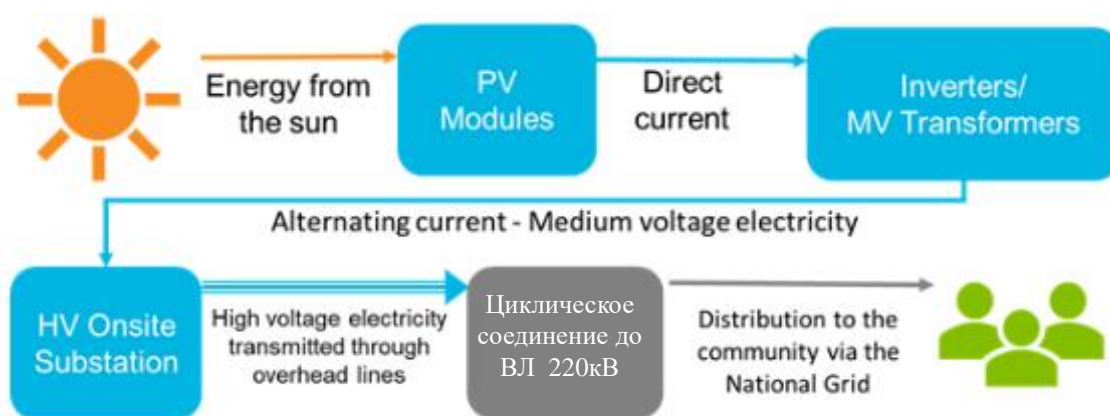 Energy from
the sun
PV
Modules
Direct
current
Inverters/
MV Transformers
Alternating current - Medium voltage electricity
HV Onsite
Substation
High voltage electricity
transmitted through
overhead lines
Циклическое
соединение до
ВЛ 220кВ
Distribution to the
community via the
National Grid